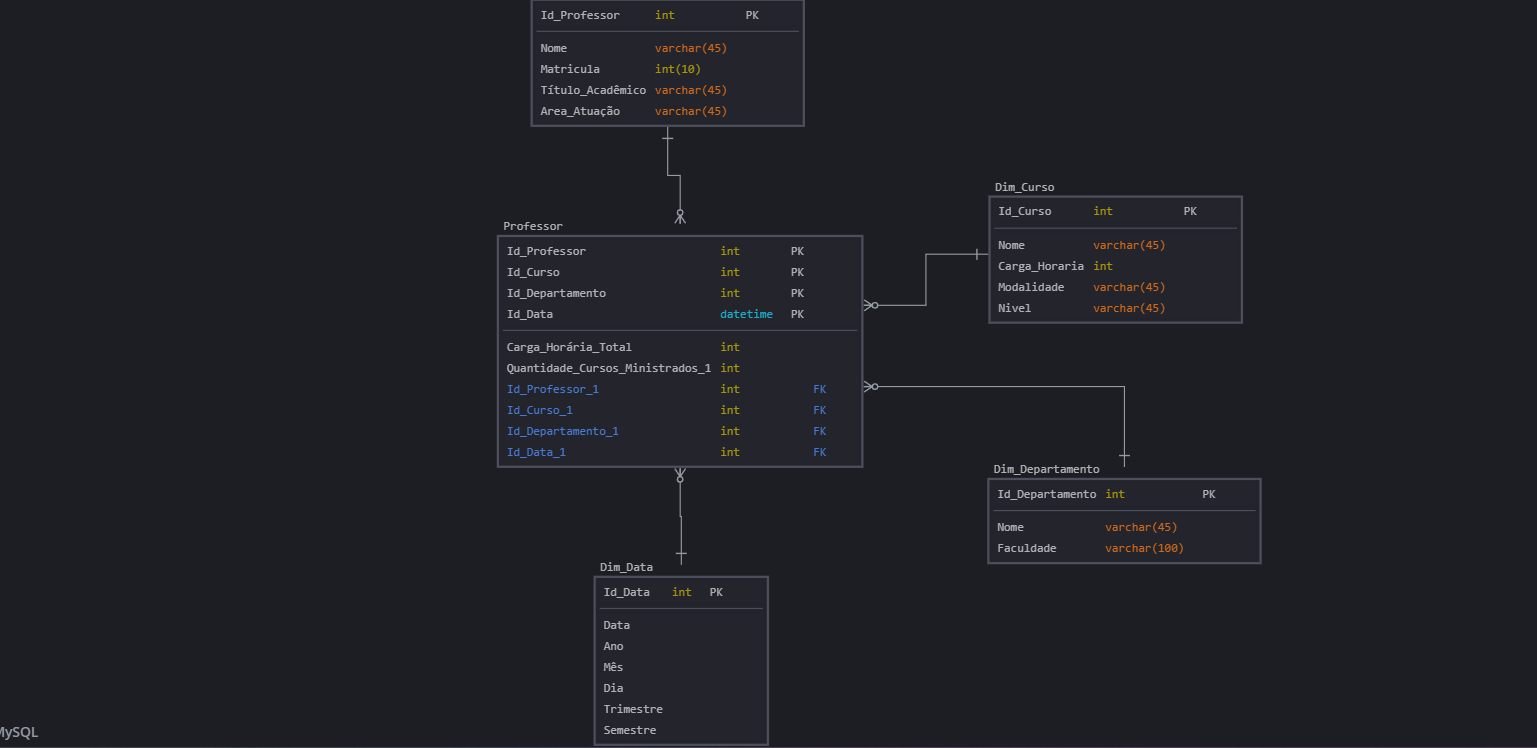 Id_Professor int PK
Nome varchar(45)
Matricula int(10)
Título_Acadêmico varchar(45)
Area_Atuação varchar(45)
Professor
Id_Professor int PK
Id_Curso int PK
Id_Departamento int PK
Id_Data datetime PK
Carga_Horária_Total int
Quantidade_Cursos_Ministrados_1 int
Id_Professor_1 int FK
Id_Curso_1 int FK
Id_Departamento_1 int FK
Id_Data_1 int FK
Dim_Curso
Id_Curso int PK
Nome varchar(45)
Carga_Horaria int
Modalidade varchar(45)
Nivel varchar(45)
Dim_Departamento
Id_Departamento int PK
Nome varchar(45)
Faculdade varchar(100)
Dim_Data
Id_Data int PK
Data
Ano
Mês
Dia
Trimestre
Semestre
MySQL